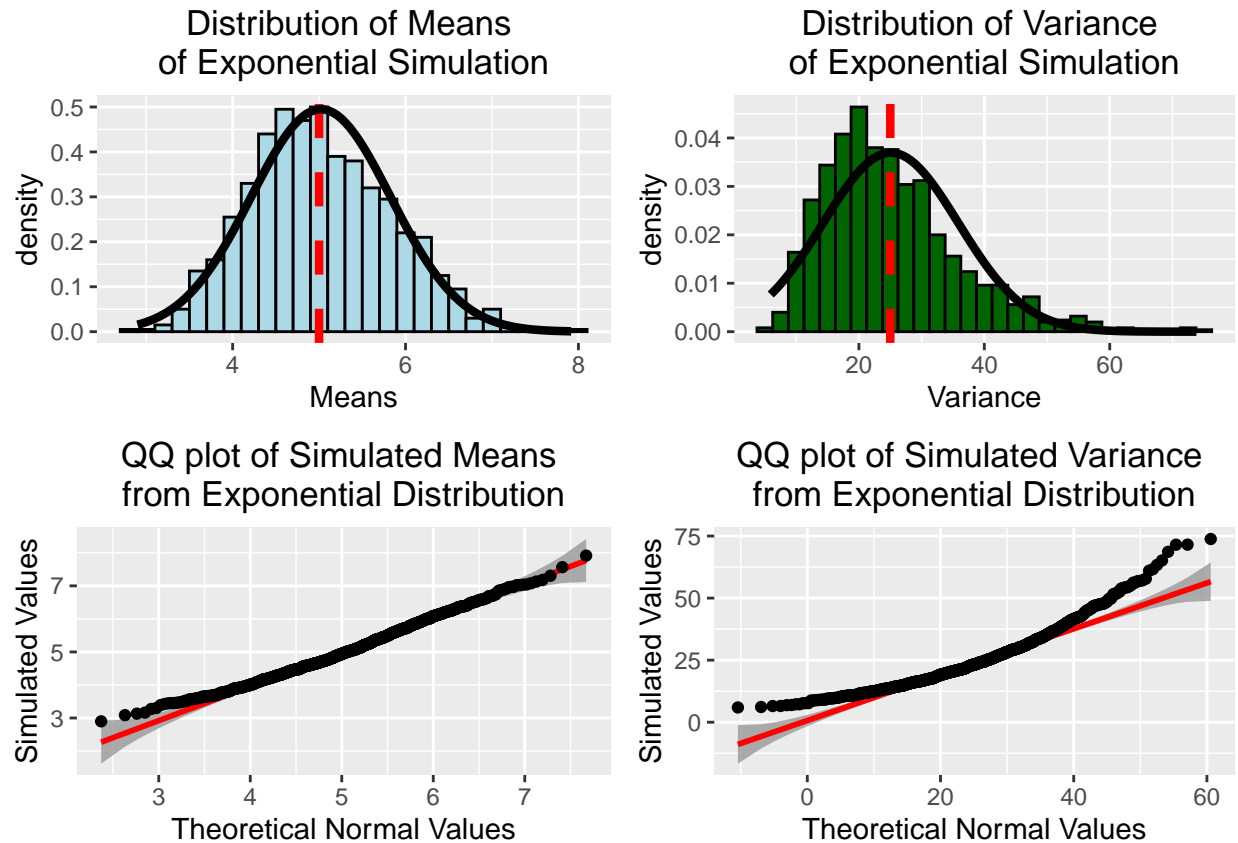 Distribution of Means
of Exponential Simulation
0.5
0.4
0.3
0.2
0.1
0.0
density
4
6
8
Means
Distribution of Variance
of Exponential Simulation
0.04
0.03
0.02
0.01
0.00
density
20
40
60
Variance
QQ plot of Simulated Means
from Exponential Distribution
7
5
3
Simulated Values
3
4
5
6
7
Theoretical Normal Values
QQ plot of Simulated Variance
from Exponential Distribution
75
50
25
0
Simulated Values
0
20
40
60
Theoretical Normal Values